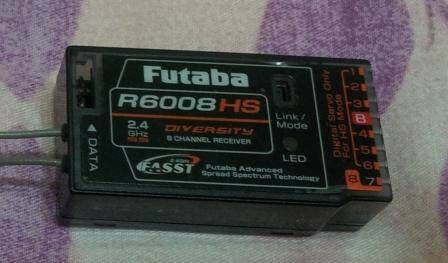 Futaba
R6008HS
2.4
GHz
DIVERSITY
8 CHANNEL RECEIVER
Link/
Mode
LED
DATA
FASST
Futaba Advanced
Spread Spectrum Technology
Digital Servo Only
For HS Mode
1
2
3
B
4
5
6
8 7